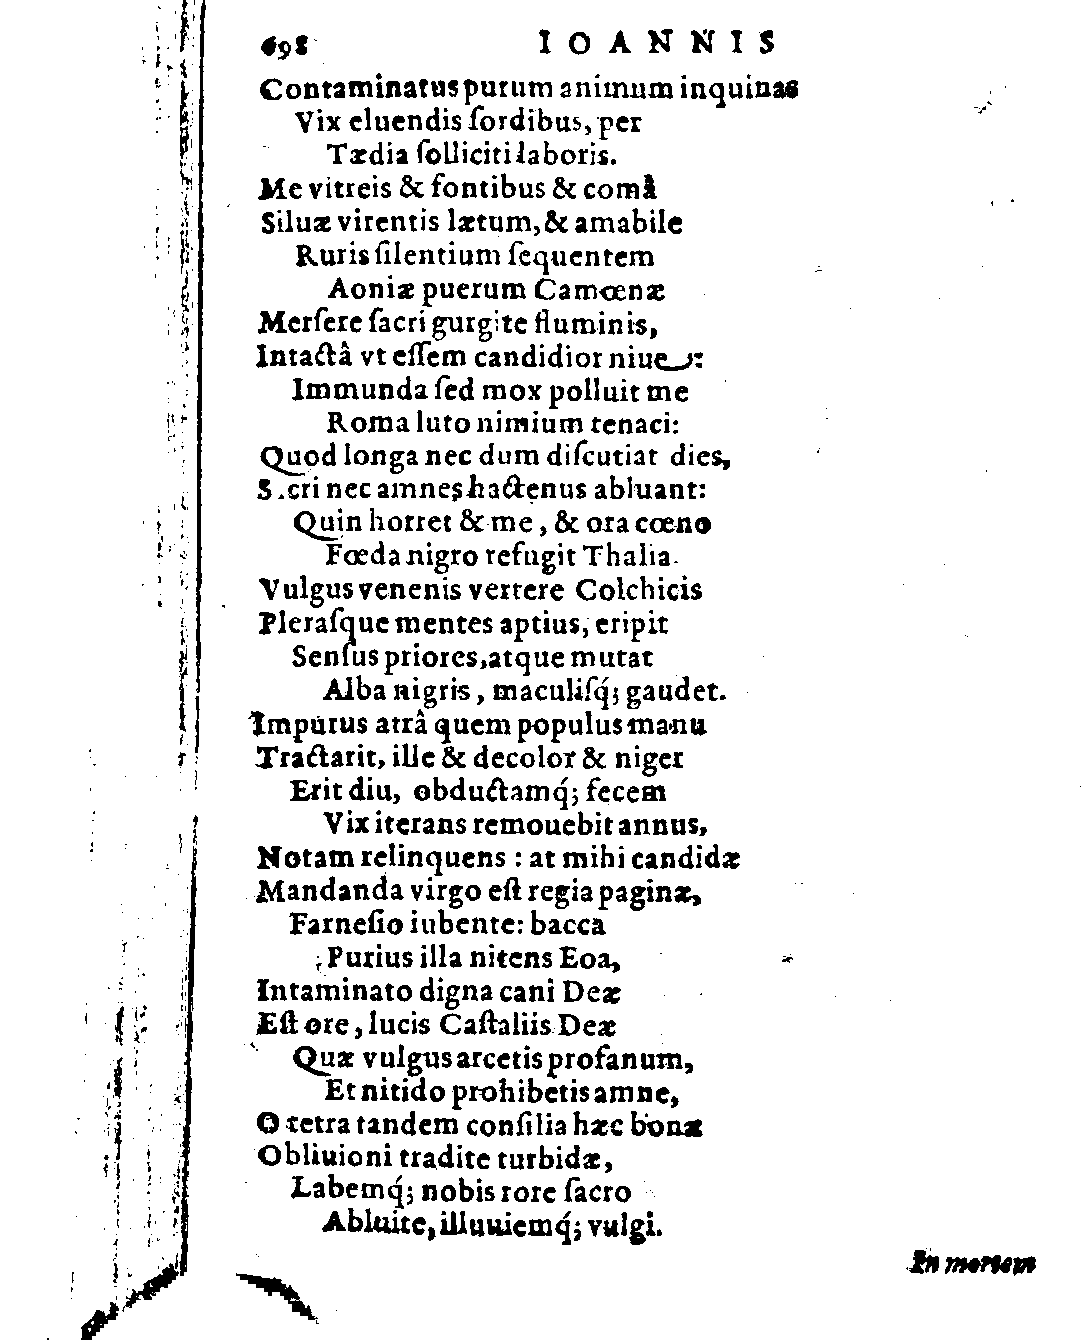 698 IOANNIS
Contaminatus purum animum inquinas
Vix eluendis ſordibus, per
Tædia ſolliciti laboris.
Me vitreis & fontibus & comâ
Siluæ virentis lætum, & amabile
Ruris ſilentium ſequentem
Aoniæ puerum Camœnæ
Merſere ſacri gurgite fluminis,
Intactâ vt eſſem candidior niue:
Immunda ſed mox polluit me
Roma luto nimium tenaci:
Quod longa nec dum diſcutiat dies,
S.cri nec amnes hactenus abluant:
Quin horret & me, & ora cœno
Fœda nigro refugit Thalia.
Vulgus venenis vertere Colchicis
Pleraſque mentes aptius, eripit
Senſus priores, atque mutat
Alba nigris, maculiſq́; gaudet.
Impurus atrâ quem populus manu
Tractarit, ille & decolor & niger
Erit diu, obductamq́; fecem
Vix iterans remouebit annus,
Notam relinquens : at mihi candidæ
Mandanda virgo eſt regia paginæ,
Farneſio iubente: bacca
Purius illa nitens Eoa,
Intaminato digna cani Deæ
Eſt ore, lucis Caſtaliis Deæ
Quæ vulgus arcetis profanum,
Et nitido prohibetis amne,
O tetra tandem conſilia hæc bonæ
Obliuioni tradite turbidæ,
Labemq́; nobis rore ſacro
Abluite, illuuiemq́; vulgi.
In mortem